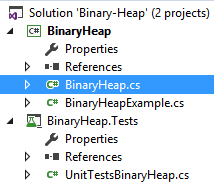 Solution 'Binary-Heap' (2 projects)
C# BinaryHeap
Properties
References
C# BinaryHeap.cs
C# BinaryHeapExample.cs
BinaryHeap.Tests
Properties
References
C# UnitTestsBinaryHeap.cs